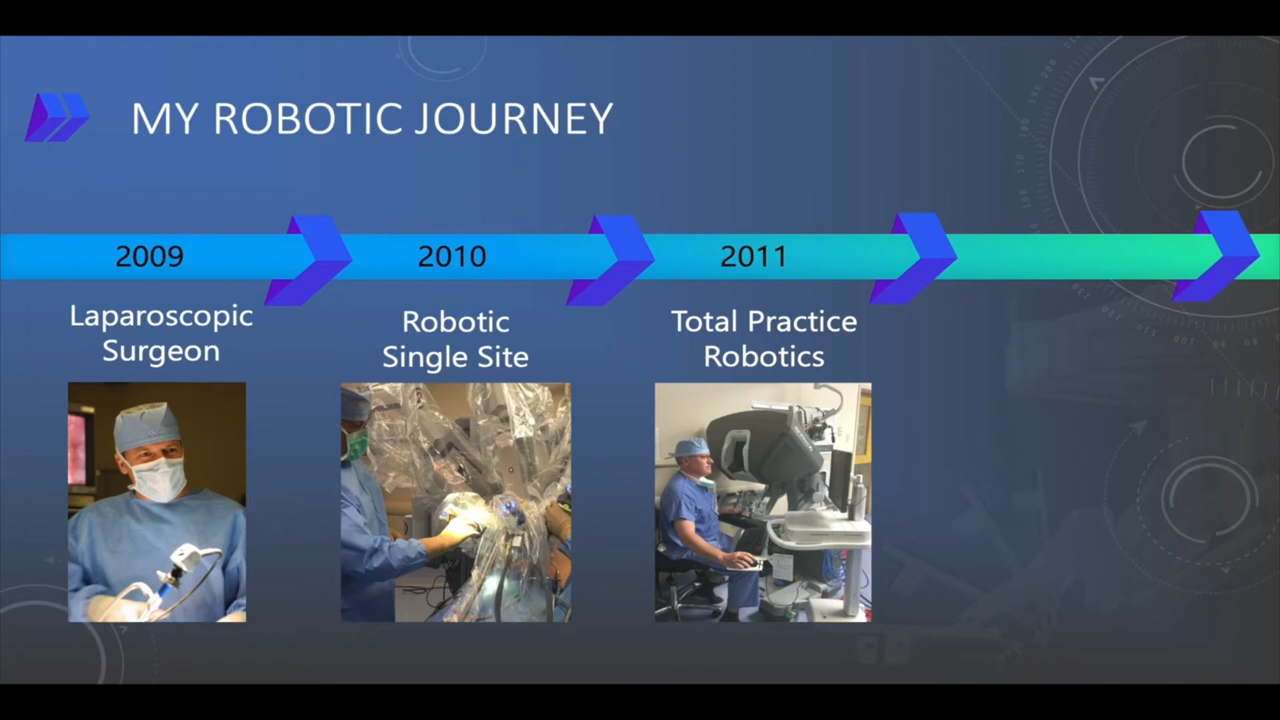 MY ROBOTIC JOURNEY
2009
2010
2011
Laparoscopic
Surgeon
Robotic
Single Site
Total Practice
Robotics